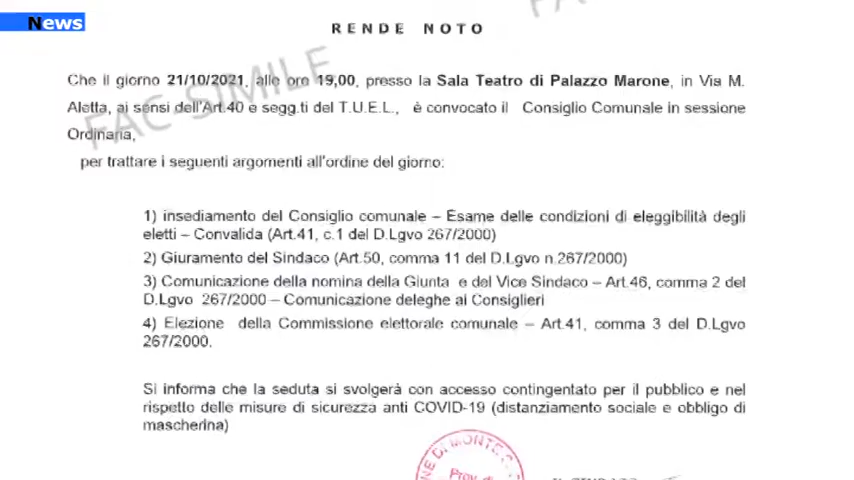 News
FAC-
RENDE NOTO
FAC-SIMILE
Che il giorno 21/10/2021, alle ore 19,00, presso la Sala Teatro di Palazzo Marone, in Via M.
Aletta, ai sensi dell'Art.40 e segg.ti del T.U.E.L., è convocato il Consiglio Comunale in sessione
Ordinaria,
per trattare i seguenti argomenti all'ordine del giorno:
1) insediamento del Consiglio comunale – Esame delle condizioni di eleggibilità degli
eletti – Convalida (Art.41, c.1 del D.Lgvo 267/2000)
2) Giuramento del Sindaco (Art.50, comma 11 del D.Lgvo n.267/2000)
3) Comunicazione della nomina della Giunta e del Vice Sindaco – Art.46, comma 2 del
D.Lgvo 267/2000 – Comunicazione deleghe ai Consiglieri
4) Elezione della Commissione elettorale comunale – Art.41, comma 3 del D.Lgvo
267/2000.
Si informa che la seduta si svolgerà con accesso contingentato per il pubblico e nel
rispetto delle misure di sicurezza anti COVID-19 (distanziamento sociale e obbligo di
mascherina)
NE DI MONTE
Prov. di